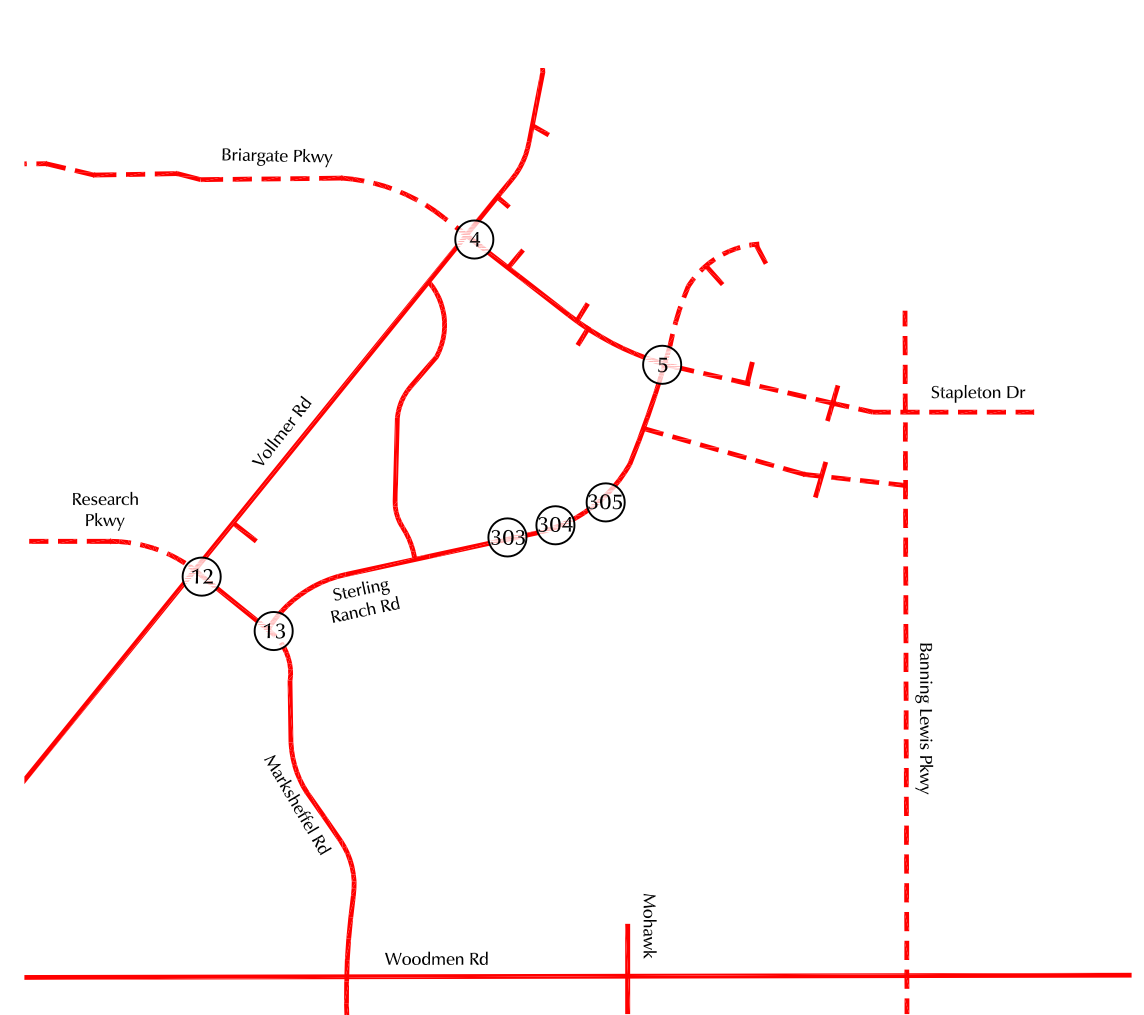 Briargate Pkwy
4
5
Stapleton Dr
Vollmer Rd
Research
Pkwy
305
304
303
12
Sterling
Ranch Rd
13
Banning Lewis Pkwy
Marksheffel Rd
Mohawk
Woodmen Rd